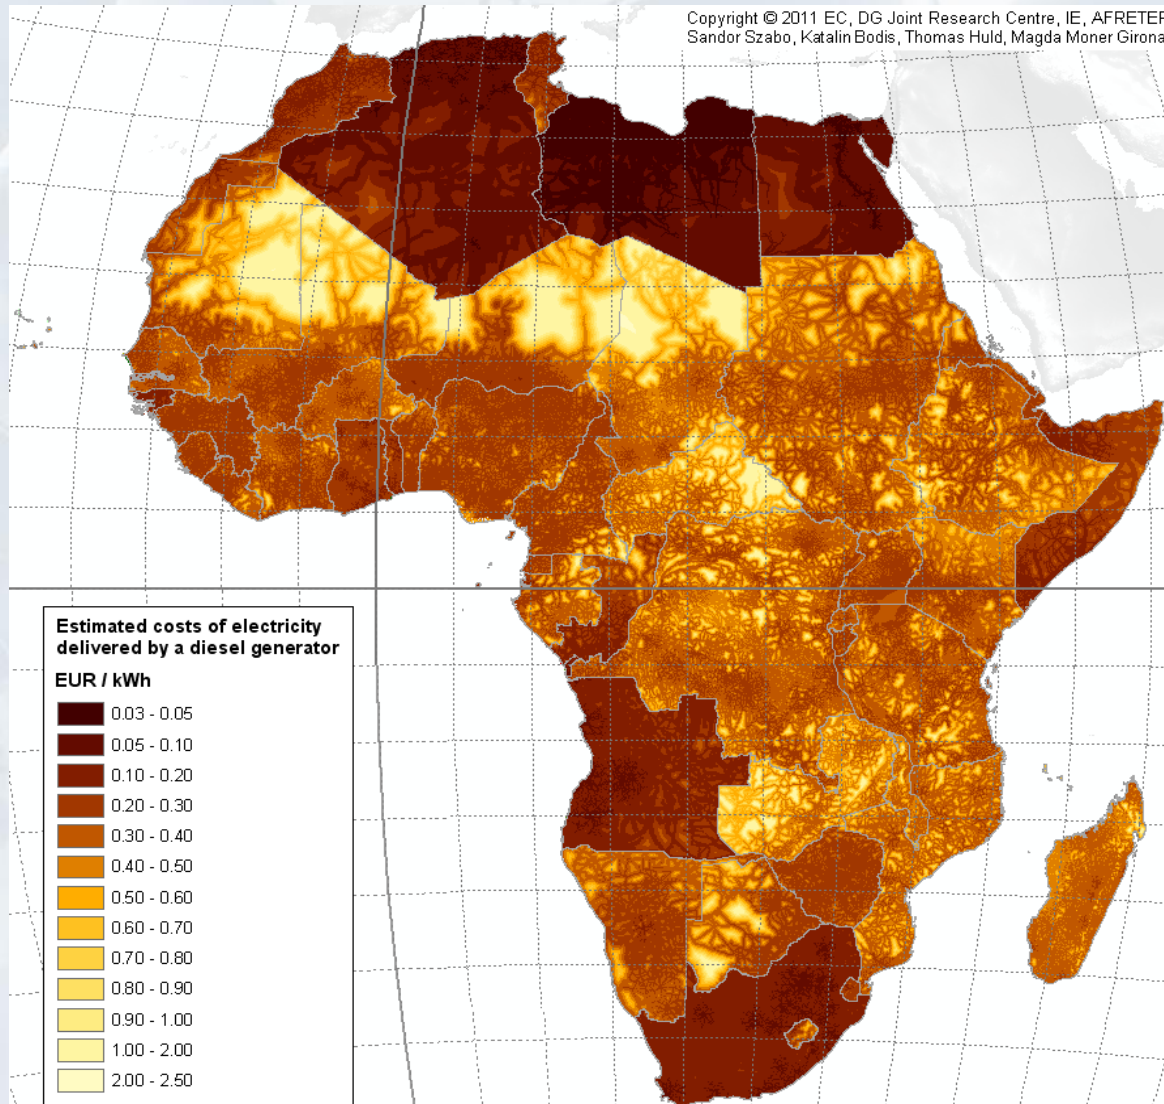 Copyright © 2011 EC, DG Joint Research Centre, IE, AFRETEP
Sandor Szabo, Katalin Bodis, Thomas Huld, Magda Moner Girona
Estimated costs of electricity
delivered by a diesel generator
EUR / kWh
0.03 - 0.05
0.05 - 0.10
0.10 - 0.20
0.20 - 0.30
0.30 - 0.40
0.40 - 0.50
0.50 - 0.60
0.60 - 0.70
0.70 - 0.80
0.80 - 0.90
0.90 - 1.00
1.00 - 2.00
2.00 - 2.50